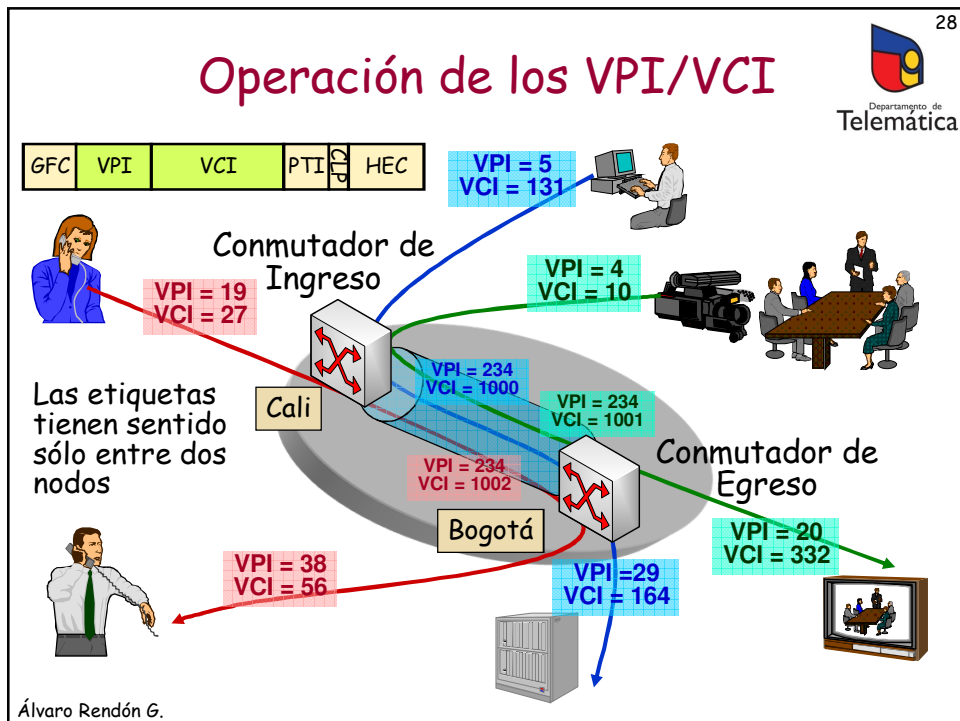 28
Operación de los VPI/VCI
Departamento de
Telemática
GFC VPI VCI PTI CLP HEC
VPI = 5
VCI = 131
Conmutador de
Ingreso
VPI = 4
VCI = 10
VPI = 19
VCI = 27
VPI = 234
VCI = 1000
Las etiquetas
tienen sentido
sólo entre dos
nodos
Cali
VPI = 234
VCI = 1001
VPI = 234
VCI = 1002
Conmutador de
Egreso
Bogotá
VPI = 20
VCI = 332
VPI = 38
VCI = 56
VPI =29
VCI = 164
Álvaro Rendón G.